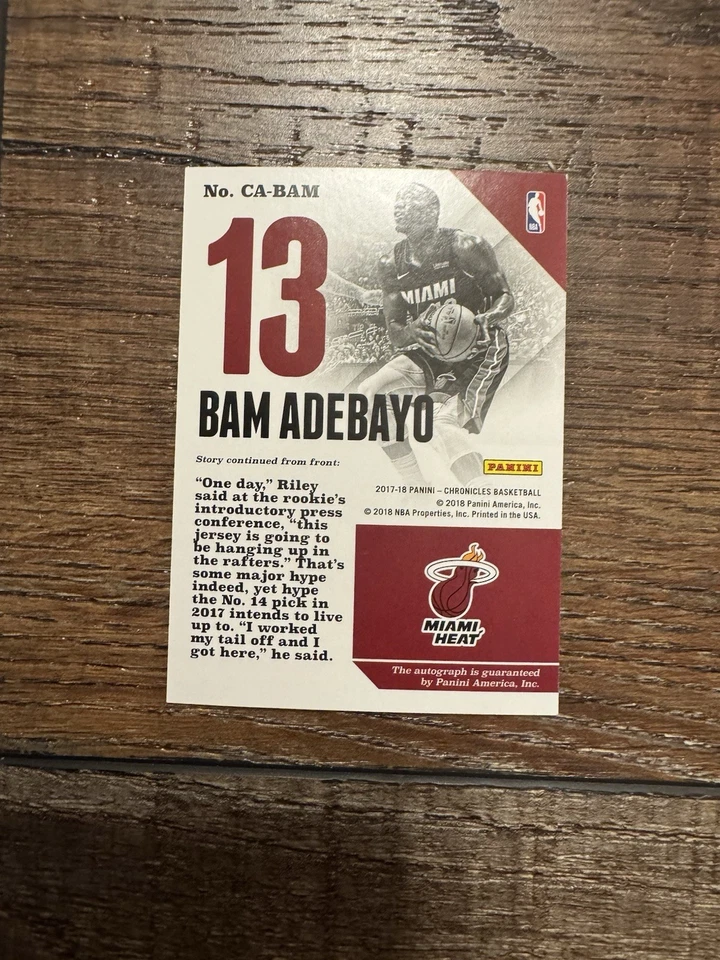 No. CA-BAM
NBA
13
MIAMI
BAM ADEBAYO
Story continued from front:
"One day," Riley
said at the rookie's
introductory press
conference, "this
jersey is going to
be hanging up in
the rafters." That's
some major hype
indeed, yet hype
the No. 14 pick in
2017 intends to live
up to. "I worked
my tail off and I
got here," he said.
PANINI
2017-18 PANINI – CHRONICLES BASKETBALL
© 2018 Panini America, Inc.
© 2018 NBA Properties, Inc. Printed in the USA.
MIAMI
HEAT
The autograph is guaranteed
by Panini America, Inc.